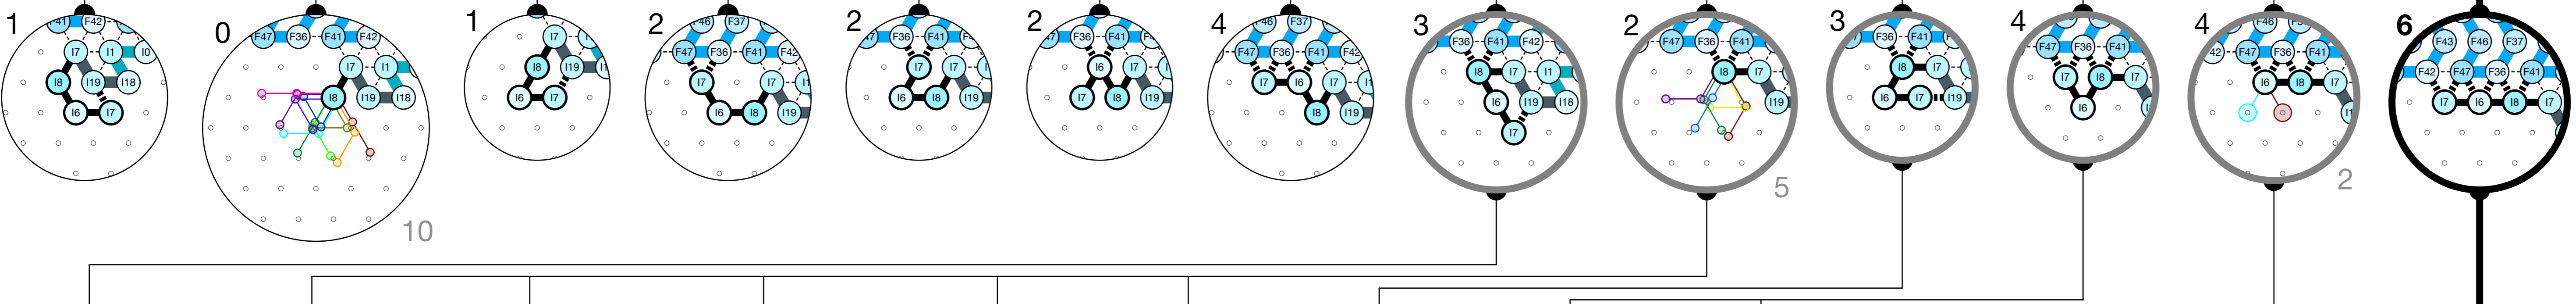 1 0 1 2 2 2 4 3 2 3 4 4 6
F41 F42
I7 I1 I0
I8 I19 I18
I6 I7
F47 F36 F41 F42
I7 I1
I8 I19 I18
10
I7
I8 I19
I6 I7
F46 F37
F47 F36 F41 F42
I7 I7
I6 I8 I19
F36 F41
I7 I7
I6 I8 I19
F36 F41
I6 I7
I7 I8 I19
F46 F37
F47 F36 F41 F42
I7 I6 I7
I8 I19
F36 F41 F42
I8 I7 I1
I6 I19 I18
I7
F47 F36 F41
I8 I7
I19
5
F36 F41
I8 I7
I6 I7 I19
F47 F36 F41
I7 I8 I7
I6
F46
F47 F36 F41
I6 I8 I7
2
F43 F46 F37
F42 F47 F36 F41
I7 I6 I8 I7